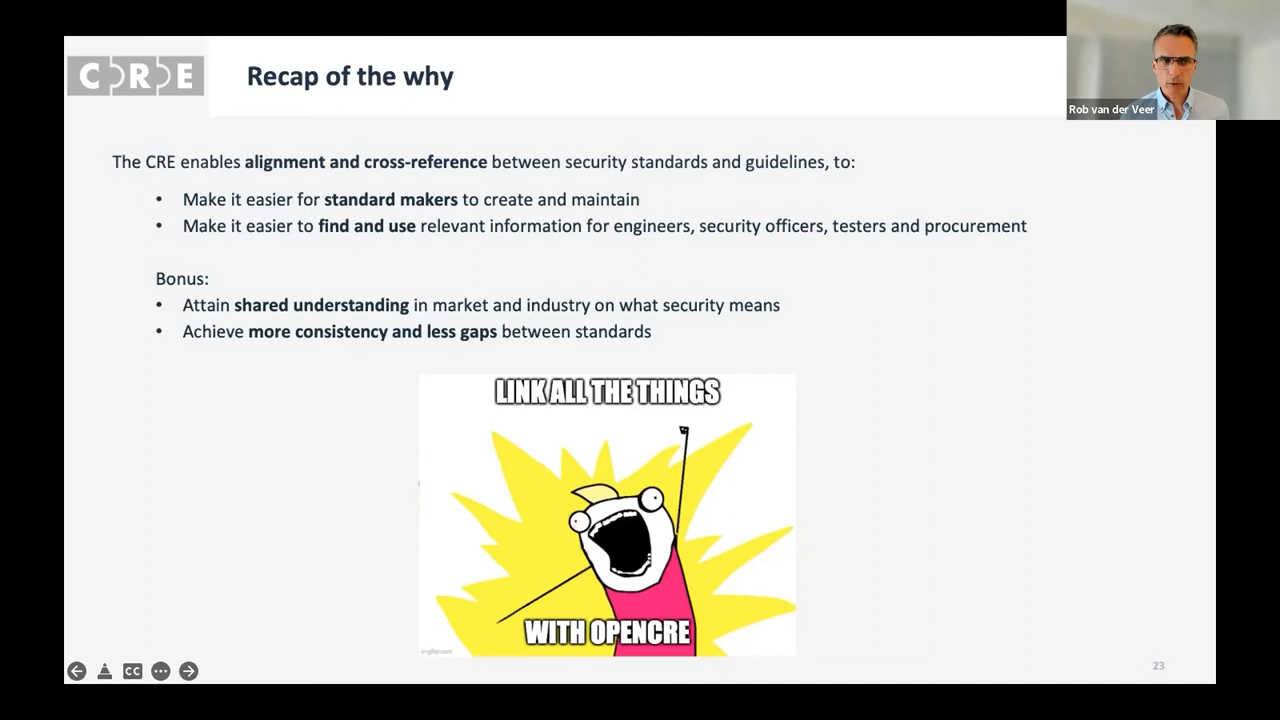 CRE
Recap of the why
Rob van der Veer
The CRE enables alignment and cross-reference between security standards and guidelines, to:
• Make it easier for standard makers to create and maintain
• Make it easier to find and use relevant information for engineers, security officers, testers and procurement
Bonus:
• Attain shared understanding in market and industry on what security means
• Achieve more consistency and less gaps between standards
LINK ALL THE THINGS
WITH OPENCRE
imgflip.com
CC
23